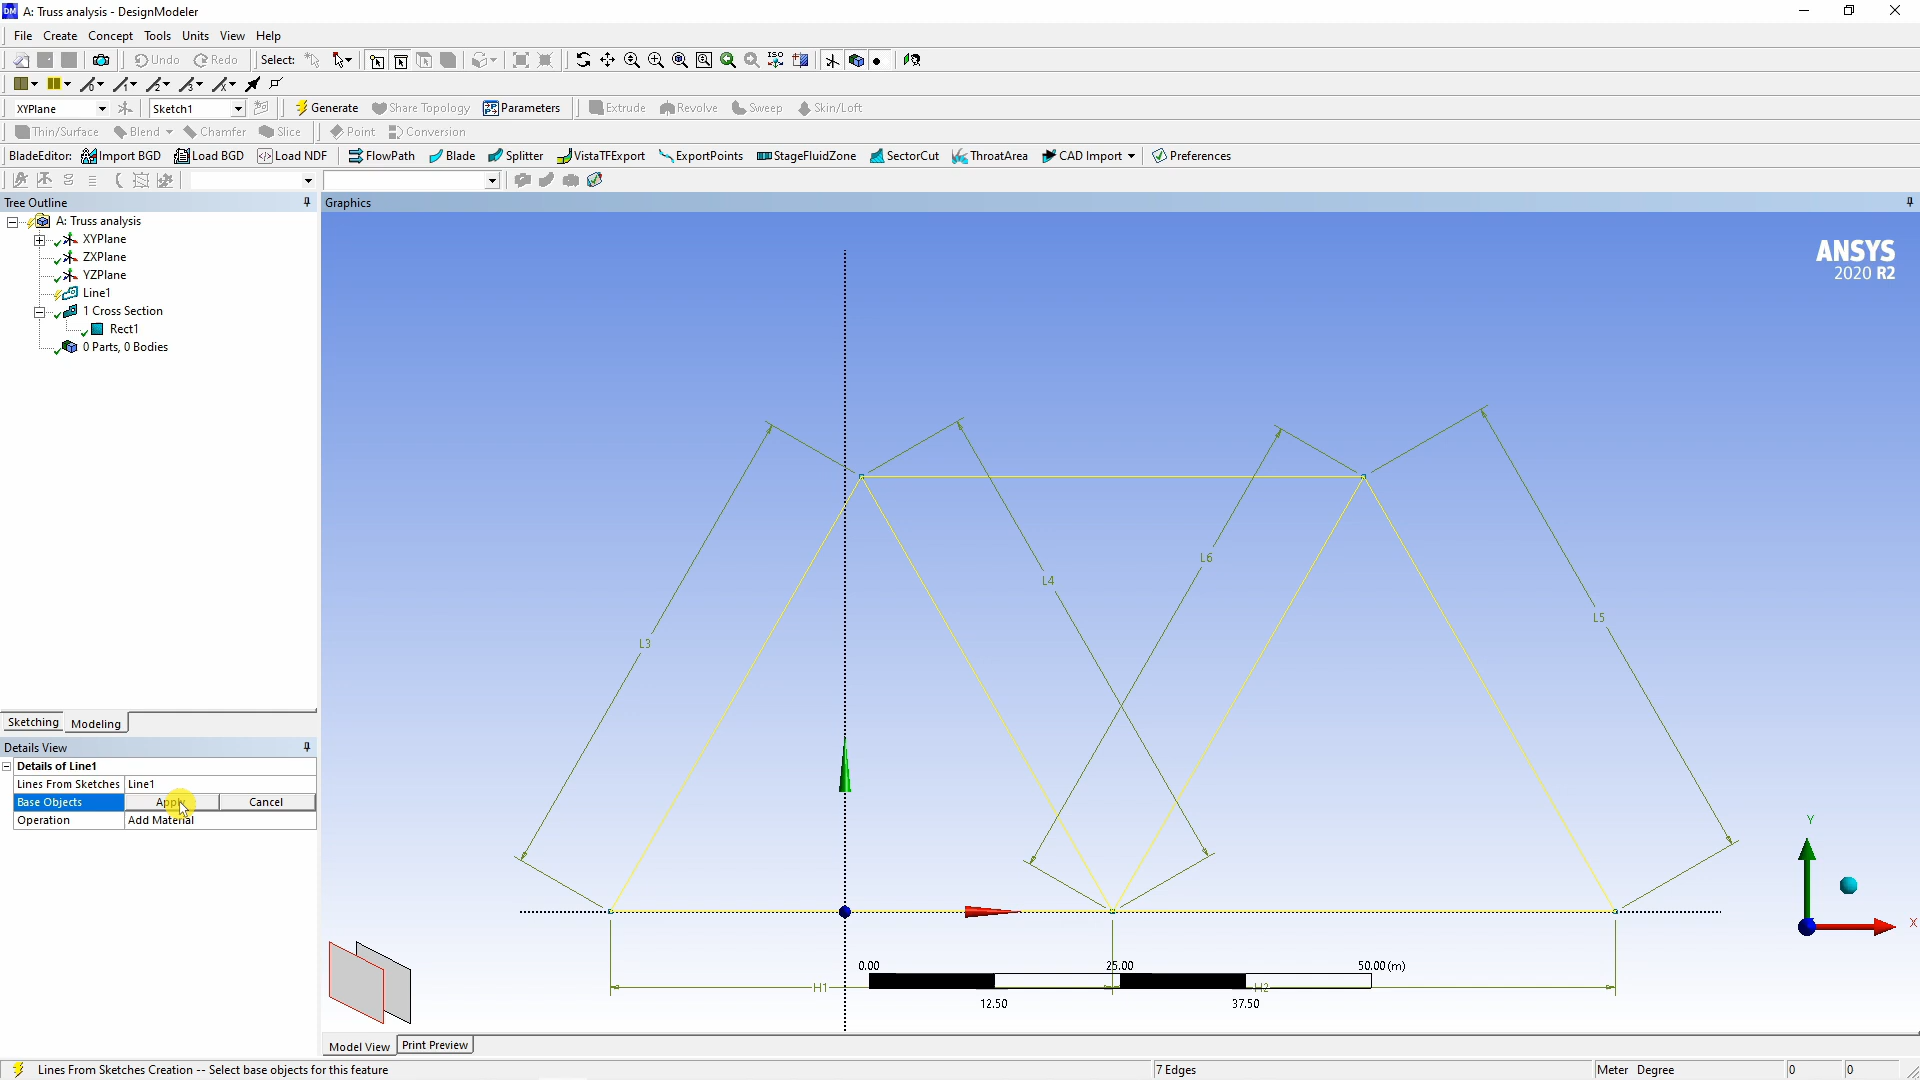 A: Truss analysis - DesignModeler
File Create Concept Tools Units View Help
Undo Redo Select: ISO
XYPlane Sketch1 Generate Share Topology Parameters Extrude Revolve Sweep Skin/Loft
Thin/Surface Blend Chamfer Slice Point Conversion
BladeEditor: Import BGD Load BGD Load NDF FlowPath Blade Splitter VistaTFExport ExportPoints StageFluidZone SectorCut ThroatArea CAD Import Preferences
Tree Outline
A: Truss analysis
XYPlane
ZXPlane
YZPlane
Line1
1 Cross Section
Rect1
0 Parts, 0 Bodies
Sketching Modeling
Details View
Details of Line1
Lines From Sketches Line1
Base Objects Apply Cancel
Operation Add Material
Graphics
ANSYS
2020 R2
L3
L4
L6
L5
H1
H2
0.00 25.00 50.00 (m)
12.50 37.50
Y
X
Model View Print Preview
Lines From Sketches Creation -- Select base objects for this feature 7 Edges Meter Degree 0 0